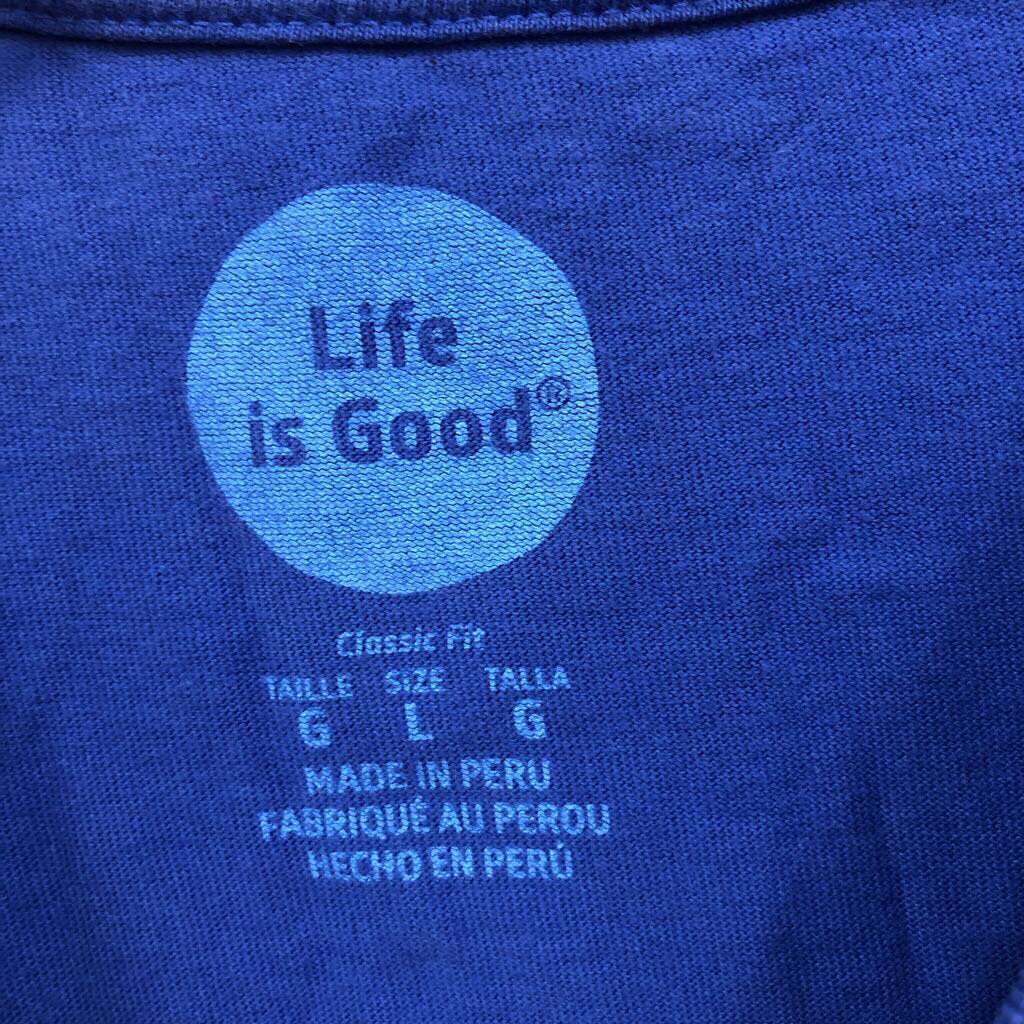 Life
is Good®
Classic Fit
TAILLE SIZE TALLA
G L G
MADE IN PERU
FABRIQUÉ AU PEROU
HECHO EN PERÚ